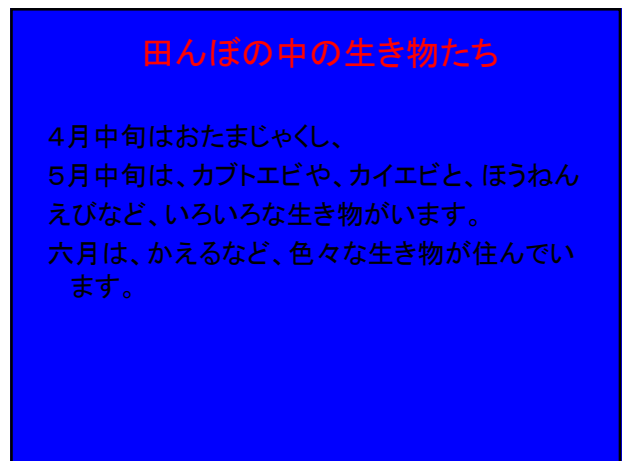 田んぼの中の生き物たち
４月中旬はおたまじゃくし、
５月中旬は、カブトエビや、カイエビと、ほうねん
えびなど、いろいろな生き物がいます。
六月は、かえるなど、色々な生き物が住んでい
ます。